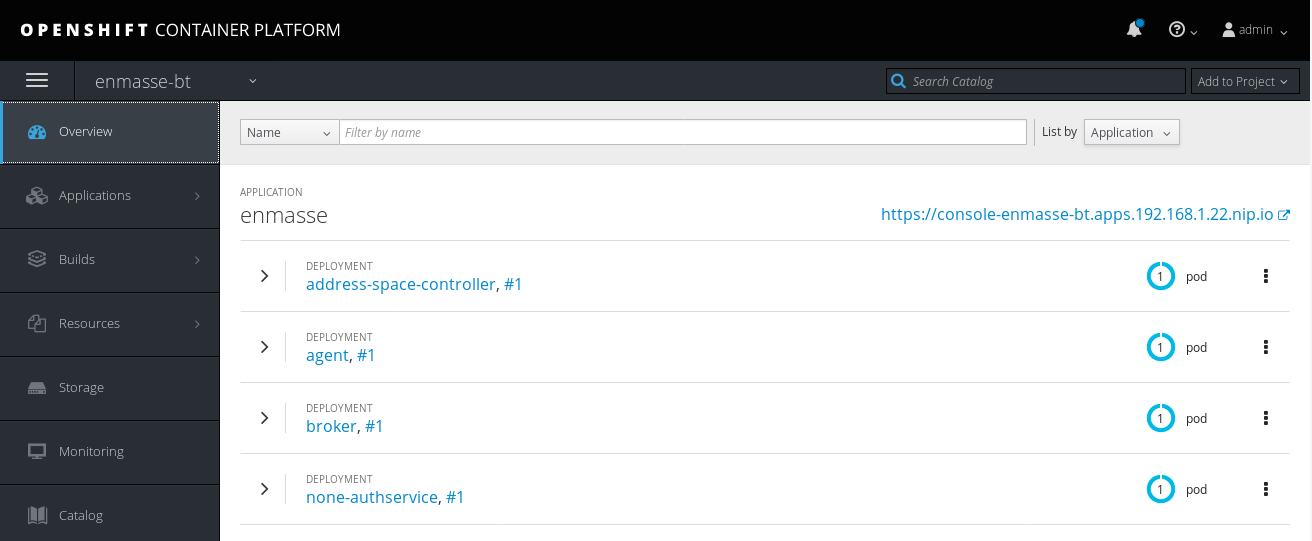 OPENSHIFT CONTAINER PLATFORM
admin
enmasse-bt
Search Catalog
Add to Project
Overview
Applications
Builds
Resources
Storage
Monitoring
Catalog
Name
Filter by name
List by
Application
APPLICATION
enmasse
https://console-enmasse-bt.apps.192.168.1.22.nip.io
DEPLOYMENT
address-space-controller, #1
1 pod
DEPLOYMENT
agent, #1
1 pod
DEPLOYMENT
broker, #1
1 pod
DEPLOYMENT
none-authservice, #1
1 pod